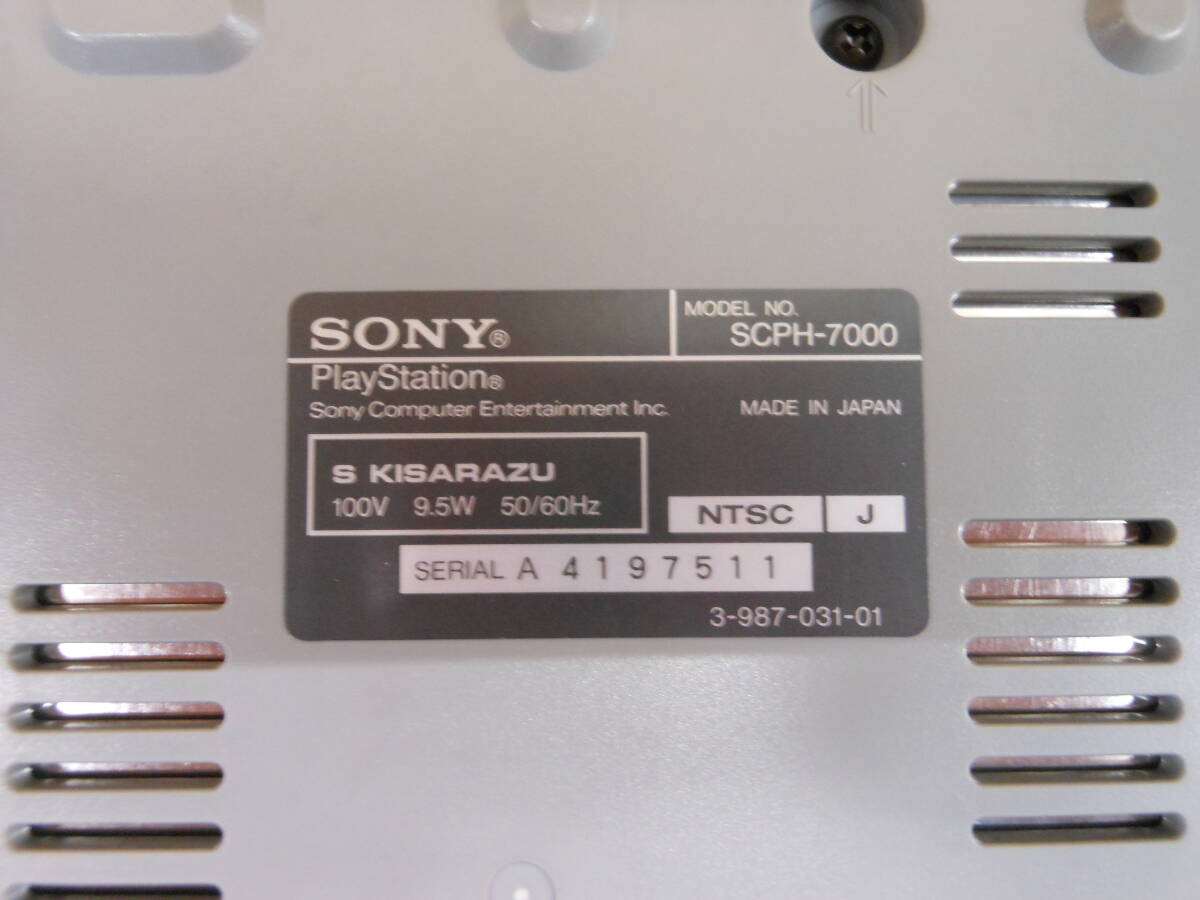 SONY®
MODEL NO.
SCPH-7000
PlayStation®
Sony Computer Entertainment Inc.
MADE IN JAPAN
S KISARAZU
100V 9.5W 50/60Hz
NTSC J
SERIAL A 4197511
3-987-031-01